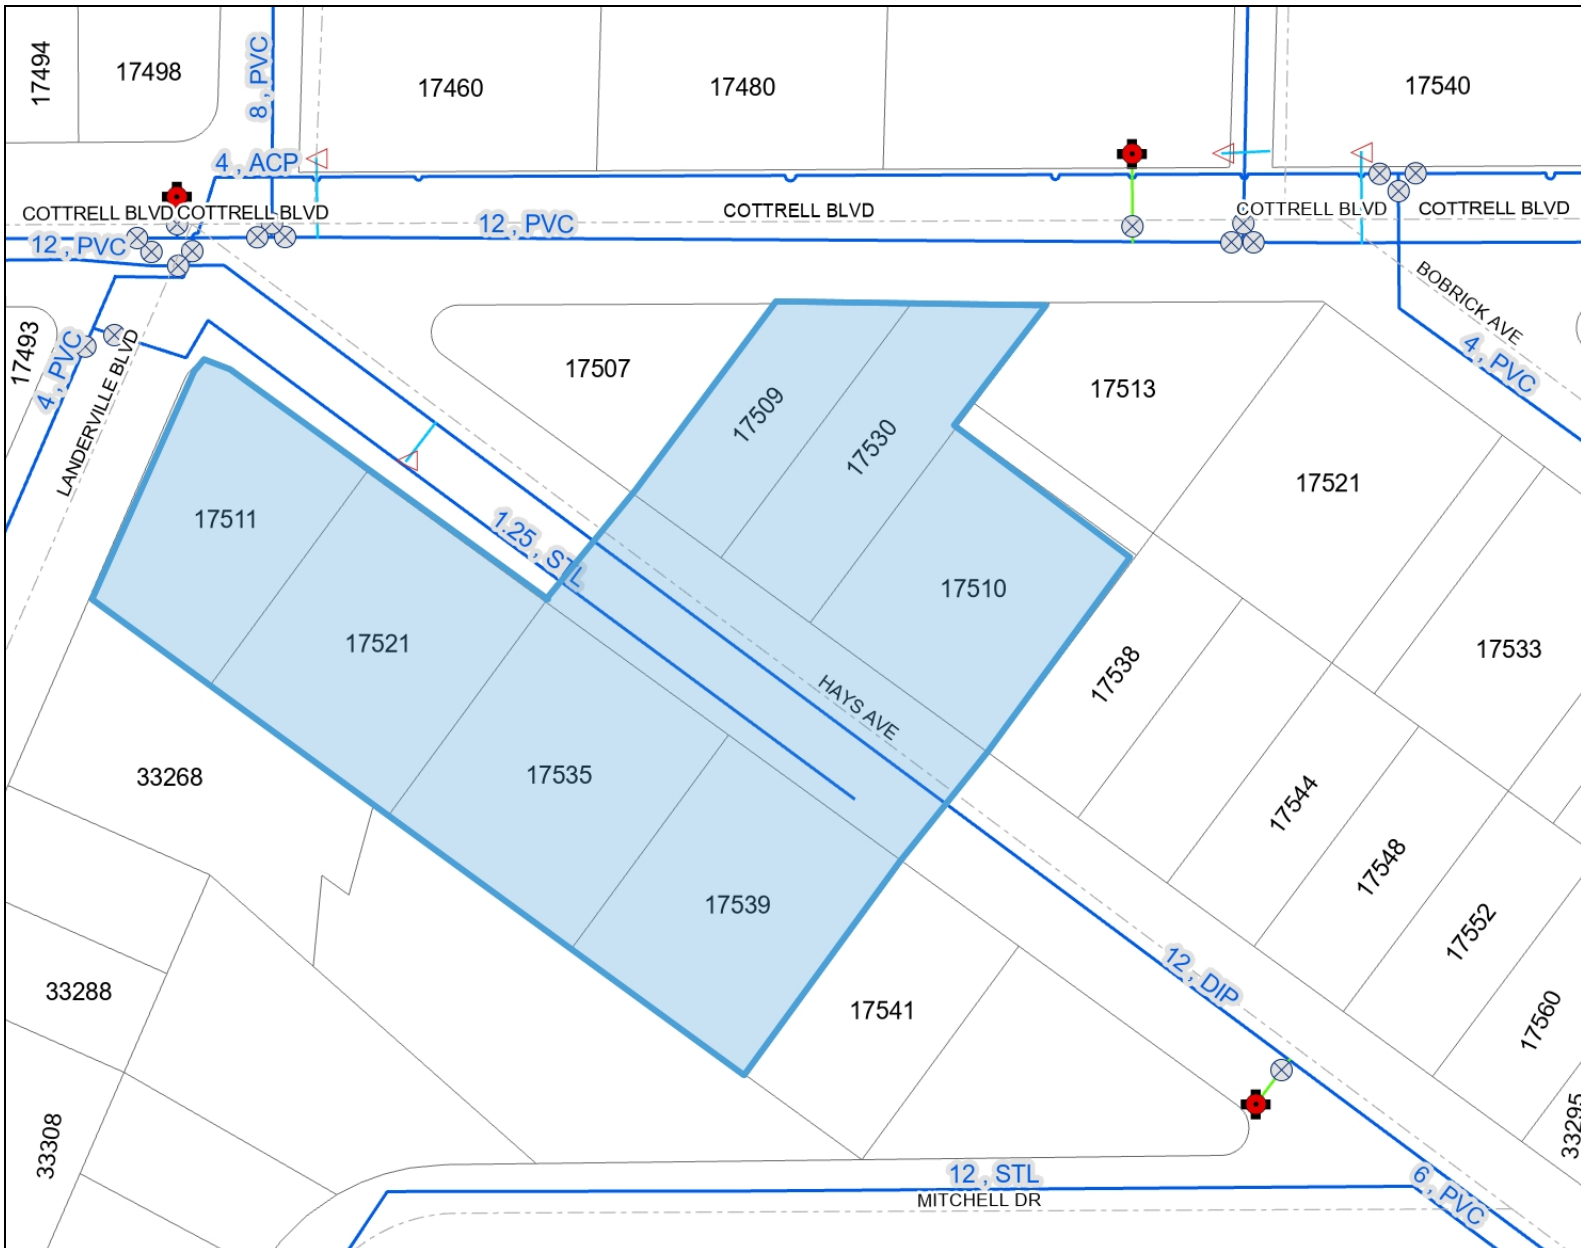 17494
17498
8 , PVC
17460
17480
17540
4 , ACP
COTTRELL BLVD
COTTRELL BLVD
COTTRELL BLVD
COTTRELL BLVD
COTTRELL BLVD
12 , PVC
12 , PVC
BOBRICK AVE
4 , PVC
17493
4 , PVC
LANDERVILLE BLVD
17507
17509
17530
17513
17521
17511
1.25 , STL
17510
17521
17538
17533
HAYS AVE
33268
17535
17544
17548
17539
17552
12 , DIP
33288
17541
17560
33308
33295
12 , STL
MITCHELL DR
6 , PVC